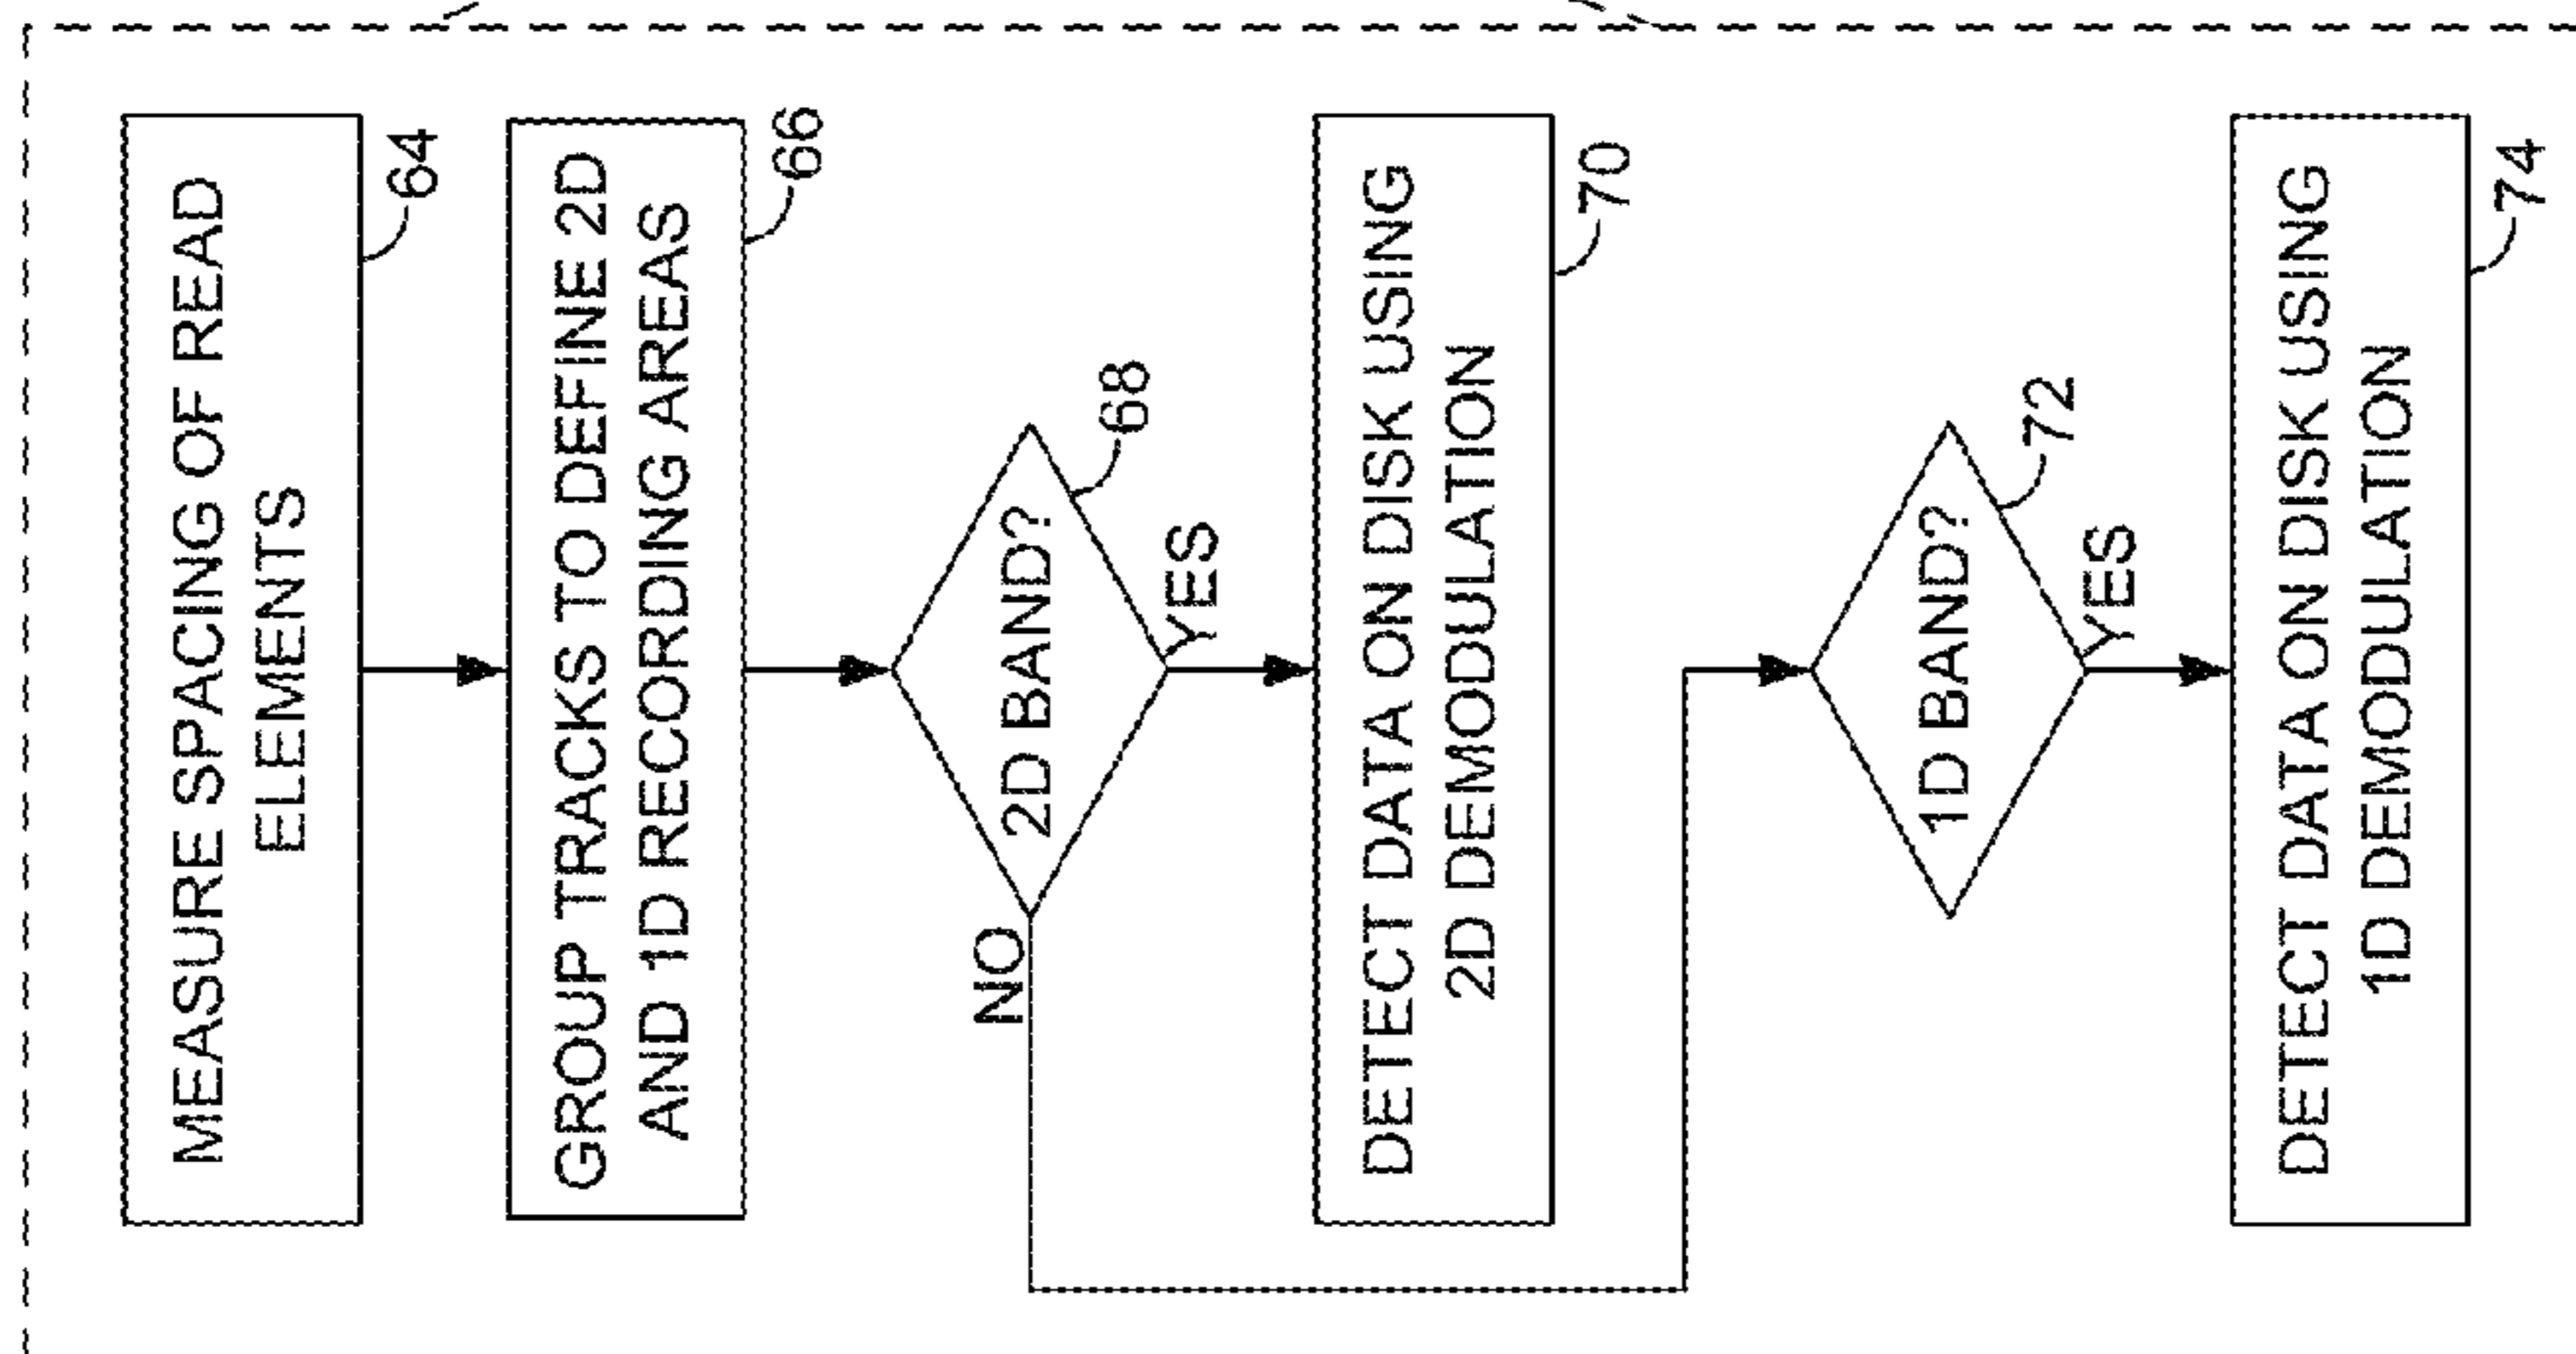 MEASURE SPACING OF READ
ELEMENTS
64
GROUP TRACKS TO DEFINE 2D
AND 1D RECORDING AREAS
66
2D BAND?
68
NO
YES
DETECT DATA ON DISK USING
2D DEMODULATION
70
1D BAND?
72
YES
DETECT DATA ON DISK USING
1D DEMODULATION
74